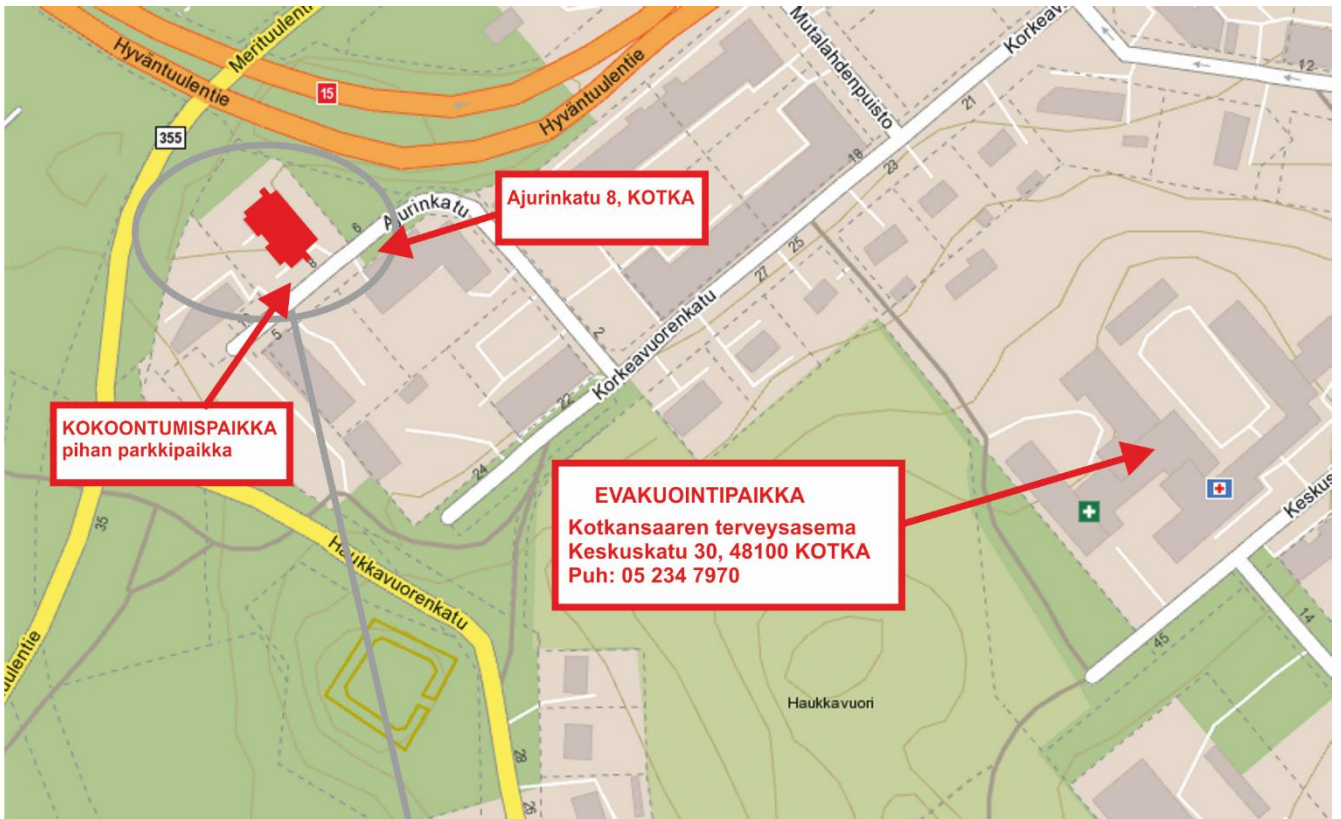 Merituulentie
Mutalahdenpuisto
Hyväntuulentie
15
12
355
Hyväntuulentie
21
18
23
Ajurinkatu 8, KOTKA
Ajurinkatu
6
8
25
27
5
2
Korkeavuorenkatu
KOKOONTUMISPAIKKA
pihan parkkipaikka
22
24
EVAKUOINTIPAIKKA
Kotkansaaren terveysasema
Keskuskatu 30, 48100 KOTKA
Puh: 05 234 7970
35
Haukkavuorenkatu
14
45
Haukkavuori
28
26